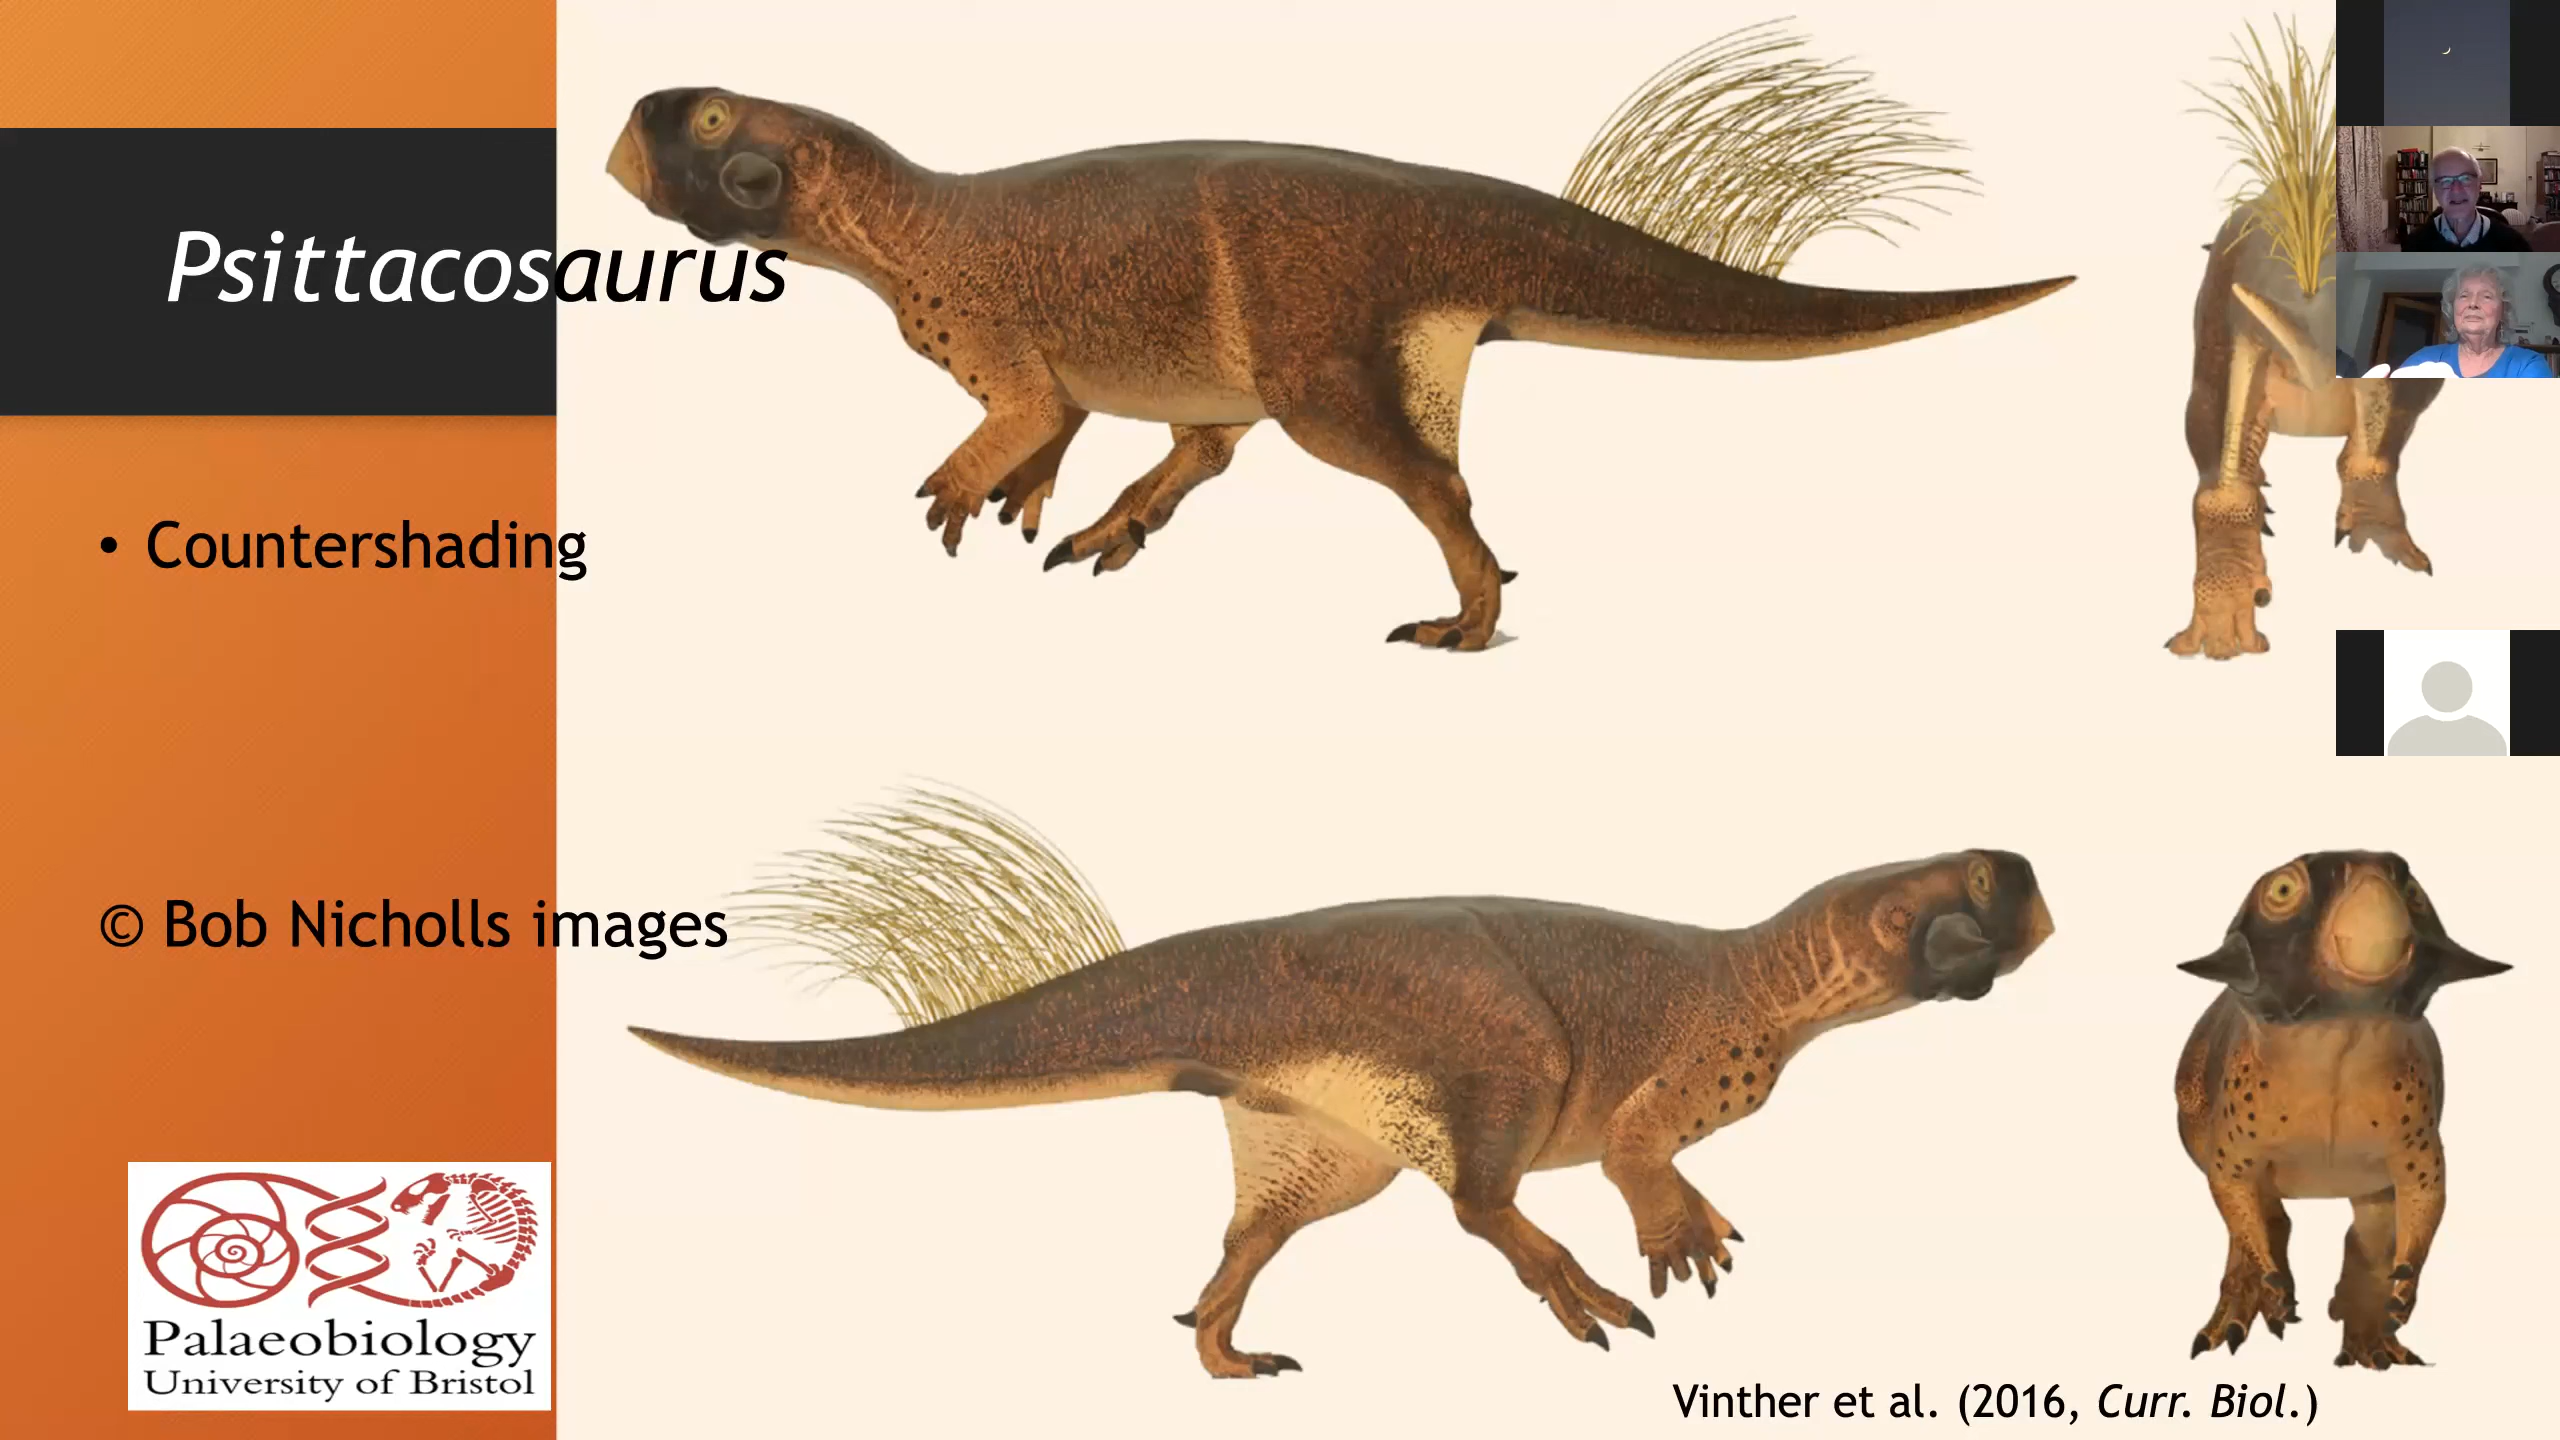 Psittacosaurus
• Countershading
© Bob Nicholls images
Palaeobiology
University of Bristol
Vinther et al. (2016, Curr. Biol.)